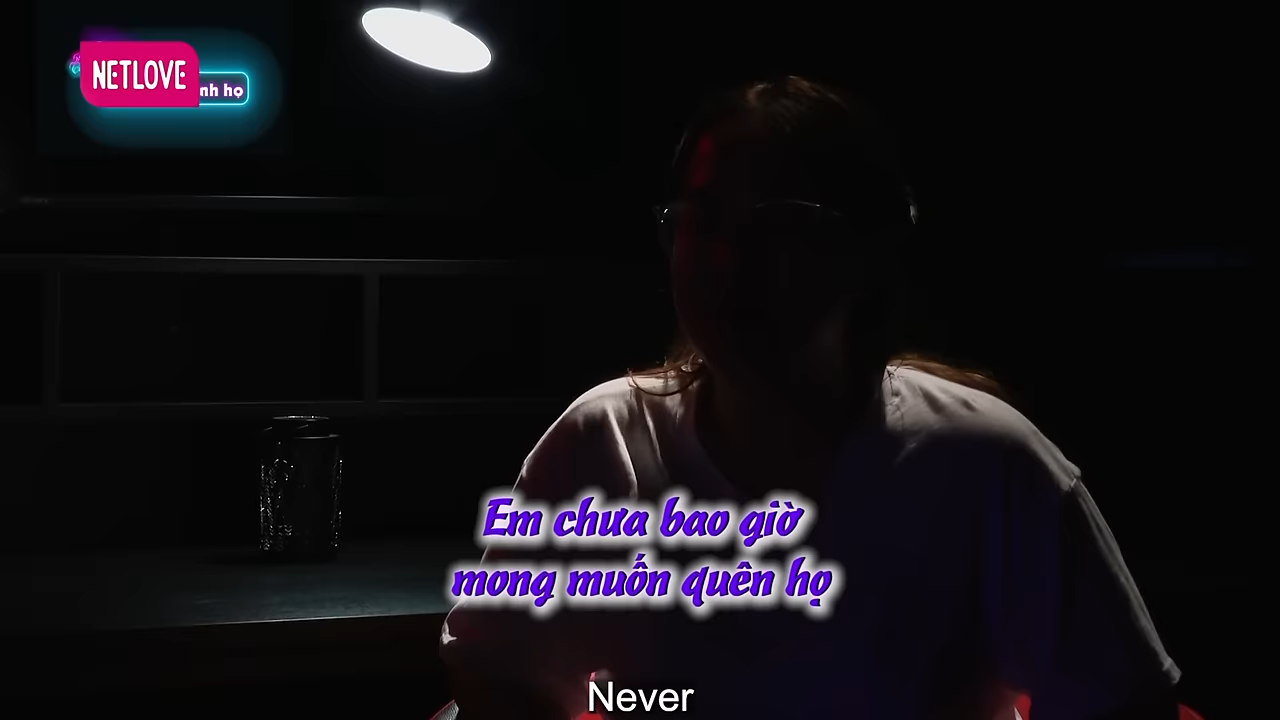 NETLOVE
nh họ
Em chưa bao giờ
mong muốn quên họ
Never